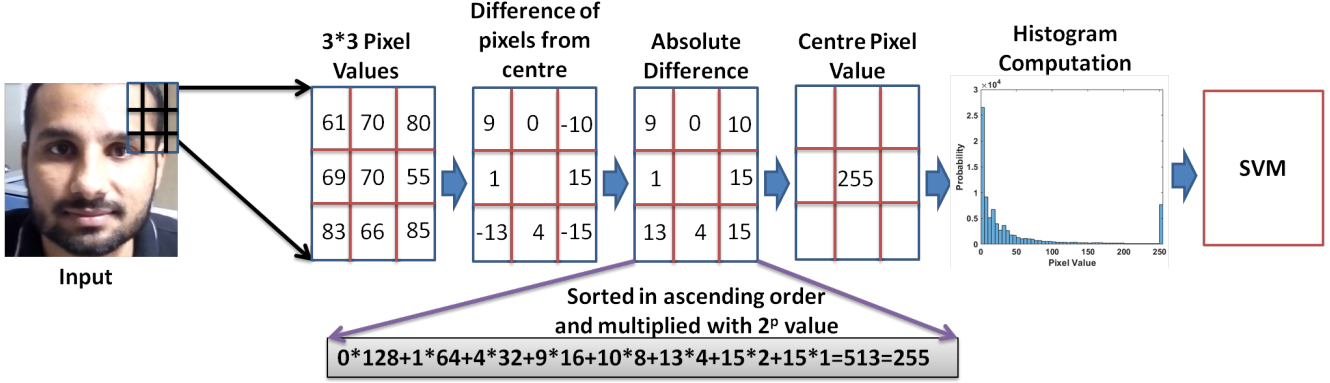 Input
3*3 Pixel
Values
61 70 80
69 70 55
83 66 85
Difference of
pixels from
centre
9 0 -10
1 15
-13 4 -15
Absolute
Difference
9 0 10
1 15
13 4 15
Centre Pixel
Value
255
Histogram
Computation
×10⁴
3
2.5
2
1.5
1
0.5
0
Probability
0 50 100 150 200 250
Pixel Value
SVM
Sorted in ascending order
and multiplied with 2ᵖ value
0*128+1*64+4*32+9*16+10*8+13*4+15*2+15*1=513=255